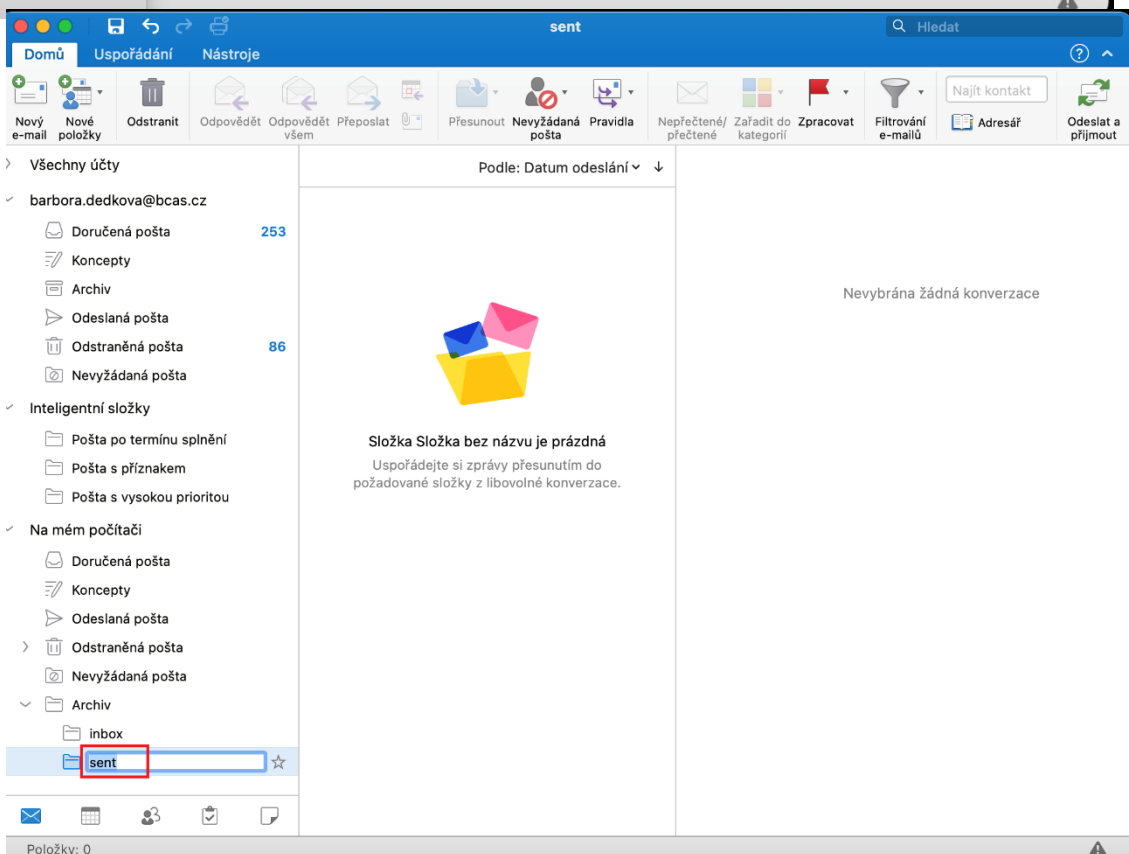 sent
Hledat
Domů Uspořádání Nástroje
Nový e-mail
Nové položky
Odstranit
Odpovědět
Odpovědět všem
Přeposlat
Přesunout
Nevyžádaná pošta
Pravidla
Nepřečtené/ přečtené
Zařadit do kategorií
Zpracovat
Filtrování e-mailů
Najít kontakt
Adresář
Odeslat a přijmout
Všechny účty
Podle: Datum odeslání
barbora.dedkova@bcas.cz
Doručená pošta 253
Koncepty
Archiv
Odeslaná pošta
Odstraněná pošta 86
Nevyžádaná pošta
Inteligentní složky
Pošta po termínu splnění
Pošta s příznakem
Pošta s vysokou prioritou
Na mém počítači
Doručená pošta
Koncepty
Odeslaná pošta
Odstraněná pošta
Nevyžádaná pošta
Archiv
inbox
sent
Složka Složka bez názvu je prázdná
Uspořádejte si zprávy přesunutím do
požadované složky z libovolné konverzace.
Nevybrána žádná konverzace
Položky: 0